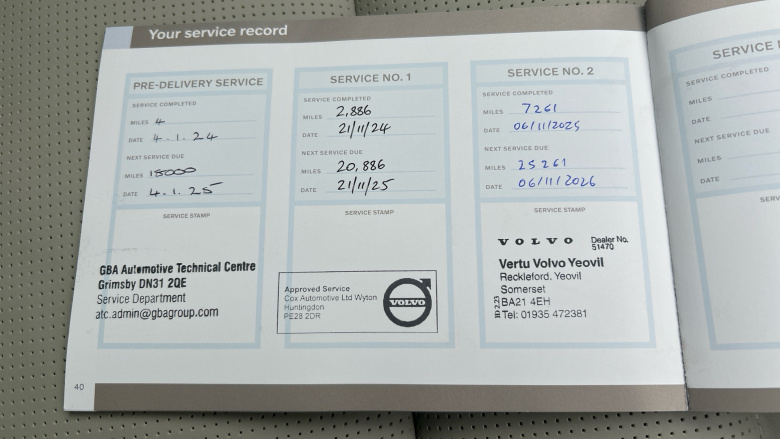 Your service record
PRE-DELIVERY SERVICE
SERVICE COMPLETED
MILES 4
DATE 4.1.24
NEXT SERVICE DUE
MILES 18000
DATE 4.1.25
SERVICE STAMP
GBA Automotive Technical Centre
Grimsby DN31 2QE
Service Department
atc.admin@gbagroup.com
SERVICE NO. 1
SERVICE COMPLETED
MILES 2,886
DATE 21/11/24
NEXT SERVICE DUE
MILES 20,886
DATE 21/11/25
SERVICE STAMP
Approved Service
Cox Automotive Ltd Wyton
Huntingdon
PE28 2DR
VOLVO
SERVICE NO. 2
SERVICE COMPLETED
MILES 7261
DATE 06/11/2025
NEXT SERVICE DUE
MILES 25261
DATE 06/11/2026
SERVICE STAMP
VOLVO Dealer No.
51470
Vertu Volvo Yeovil
Reckleford, Yeovil
Somerset
BA21 4EH
Tel: 01935 472381
40
SERVICE
SERVICE COMPLETED
MILES
DATE
NEXT SERVICE DUE
MILES
DATE
SERV